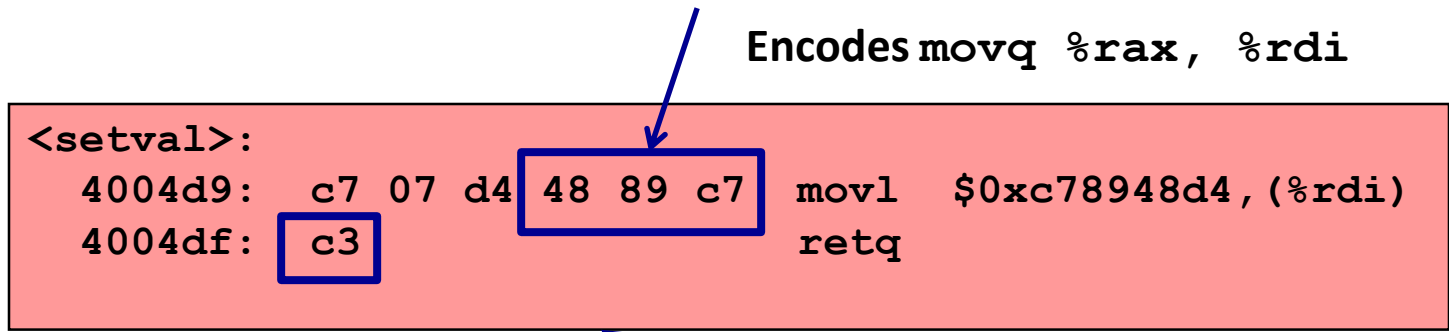 Encodes movq %rax, %rdi
<setval>:
4004d9: c7 07 d4 48 89 c7 movl $0xc78948d4,(%rdi)
4004df: c3 retq